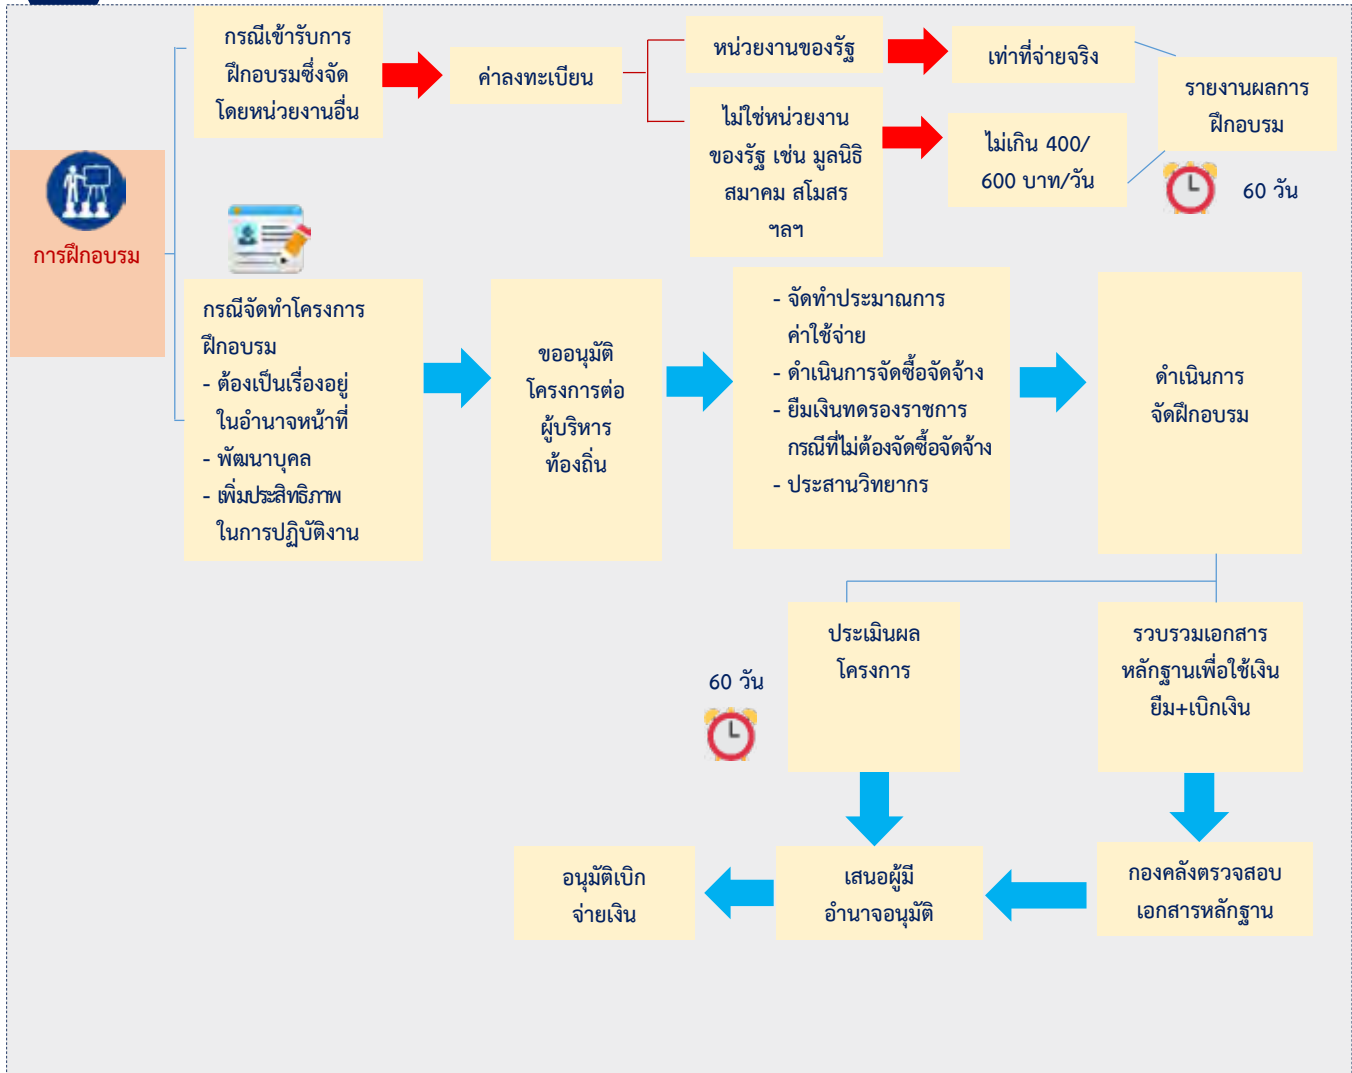 กรณีเข้ารับการ
ฝึกอบรมซึ่งจัด
โดยหน่วยงานอื่น
ค่าลงทะเบียน
หน่วยงานของรัฐ
เท่าที่จ่ายจริง
ไม่ใช่หน่วยงาน
ของรัฐ เช่น มูลนิธิ
สมาคม สโมสร
ฯลฯ
ไม่เกิน 400/
600 บาท/วัน
รายงานผลการ
ฝึกอบรม
60 วัน
การฝึกอบรม
กรณีจัดทำโครงการ
ฝึกอบรม
- ต้องเป็นเรื่องอยู่
ในอำนาจหน้าที่
- พัฒนาบุคล
- เพิ่มประสิทธิภาพ
ในการปฏิบัติงาน
ขออนุมัติ
โครงการต่อ
ผู้บริหาร
ท้องถิ่น
- จัดทำประมาณการ
ค่าใช้จ่าย
- ดำเนินการจัดซื้อจัดจ้าง
- ยืมเงินทดรองราชการ
กรณีที่ไม่ต้องจัดซื้อจัดจ้าง
- ประสานวิทยากร
ดำเนินการ
จัดฝึกอบรม
ประเมินผล
โครงการ
60 วัน
รวบรวมเอกสาร
หลักฐานเพื่อใช้เงิน
ยืม+เบิกเงิน
กองคลังตรวจสอบ
เอกสารหลักฐาน
เสนอผู้มี
อำนาจอนุมัติ
อนุมัติเบิก
จ่ายเงิน